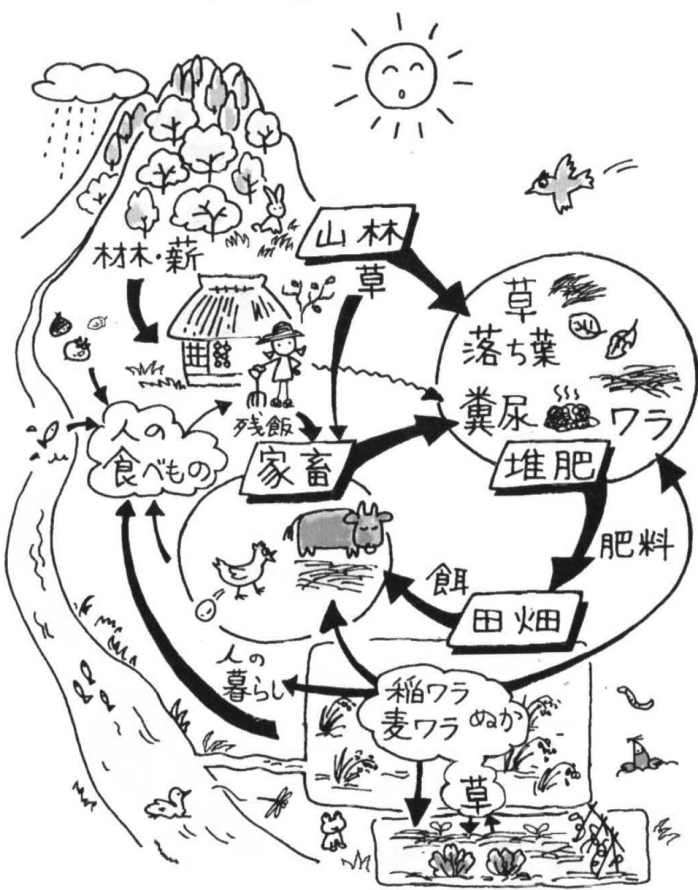 山林
材木・薪
草
草
落ち葉
糞尿
ワラ
残飯
人の
食べもの
家畜
堆肥
肥料
餌
田畑
人の
暮らし
稲ワラ
麦ワラ
ぬか
草